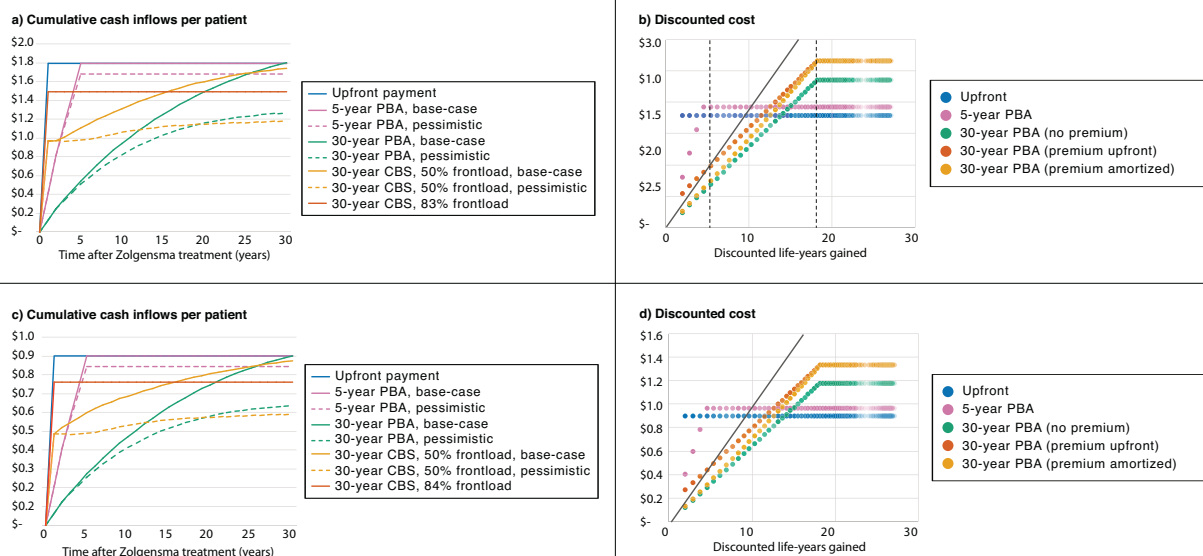 a) Cumulative cash inflows per patient
$2.0
$1.8
$1.6
$1.4
$1.2
$1.0
$0.8
$0.6
$0.4
$0.2
$-
0 5 10 15 20 25 30
Time after Zolgensma treatment (years)
Upfront payment
5-year PBA, base-case
5-year PBA, pessimistic
30-year PBA, base-case
30-year PBA, pessimistic
30-year CBS, 50% frontload, base-case
30-year CBS, 50% frontload, pessimistic
30-year CBS, 83% frontload
b) Discounted cost
$3.0
$1.0
$1.5
$2.0
$2.5
$-
0 10 20 30
Discounted life-years gained
Upfront
5-year PBA
30-year PBA (no premium)
30-year PBA (premium upfront)
30-year PBA (premium amortized)
c) Cumulative cash inflows per patient
$1.0
$0.9
$0.8
$0.7
$0.6
$0.5
$0.4
$0.3
$0.2
$0.2
$-
0 5 10 15 20 25 30
Time after Zolgensma treatment (years)
Upfront payment
5-year PBA, base-case
5-year PBA, pessimistic
30-year PBA, base-case
30-year PBA, pessimistic
30-year CBS, 50% frontload, base-case
30-year CBS, 50% frontload, pessimistic
30-year CBS, 84% frontload
d) Discounted cost
$1.6
$1.4
$1.2
$1.0
$0.8
$0.6
$0.4
$0.2
$-
0 10 20 30
Discounted life-years gained
Upfront
5-year PBA
30-year PBA (no premium)
30-year PBA (premium upfront)
30-year PBA (premium amortized)